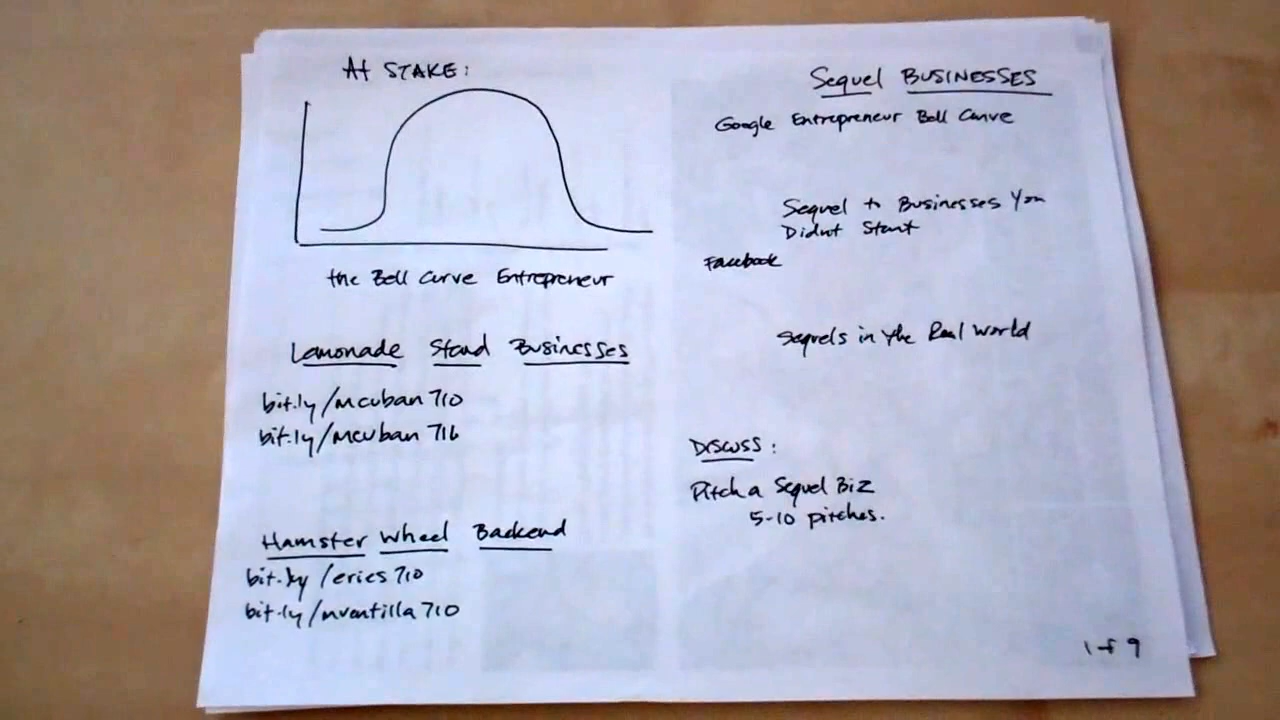 At STAKE:
the Bell Curve Entrepreneur
Lemonade Stand Businesses
bit.ly/mcuban710
bit.ly/mcuban716
Hamster Wheel Backend
bit.ly/erics710
bit.ly/mventilla710
Sequel BUSINESSES
Google Entrepreneur Bell Curve
Sequel to Businesses You
Didnt Start
Facebook
Sequels in the Real World
DISCUSS:
Pitch a Sequel Biz
5-10 pitches.
1 of 9